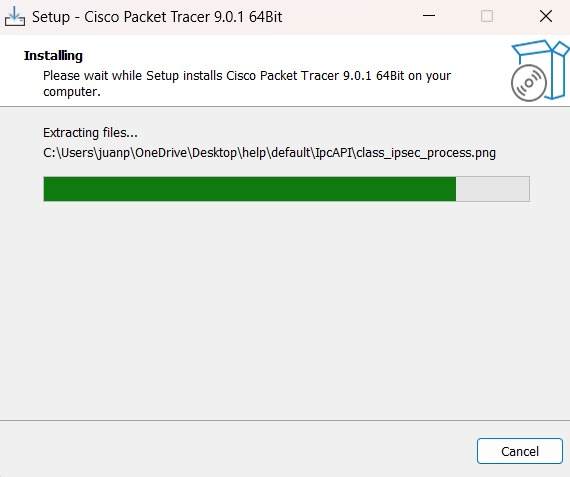 Setup - Cisco Packet Tracer 9.0.1 64Bit
Installing
Please wait while Setup installs Cisco Packet Tracer 9.0.1 64Bit on your
computer.
Extracting files...
C:\Users\juanp\OneDrive\Desktop\help\default\IpcAPI\class_ipsec_process.png
Cancel